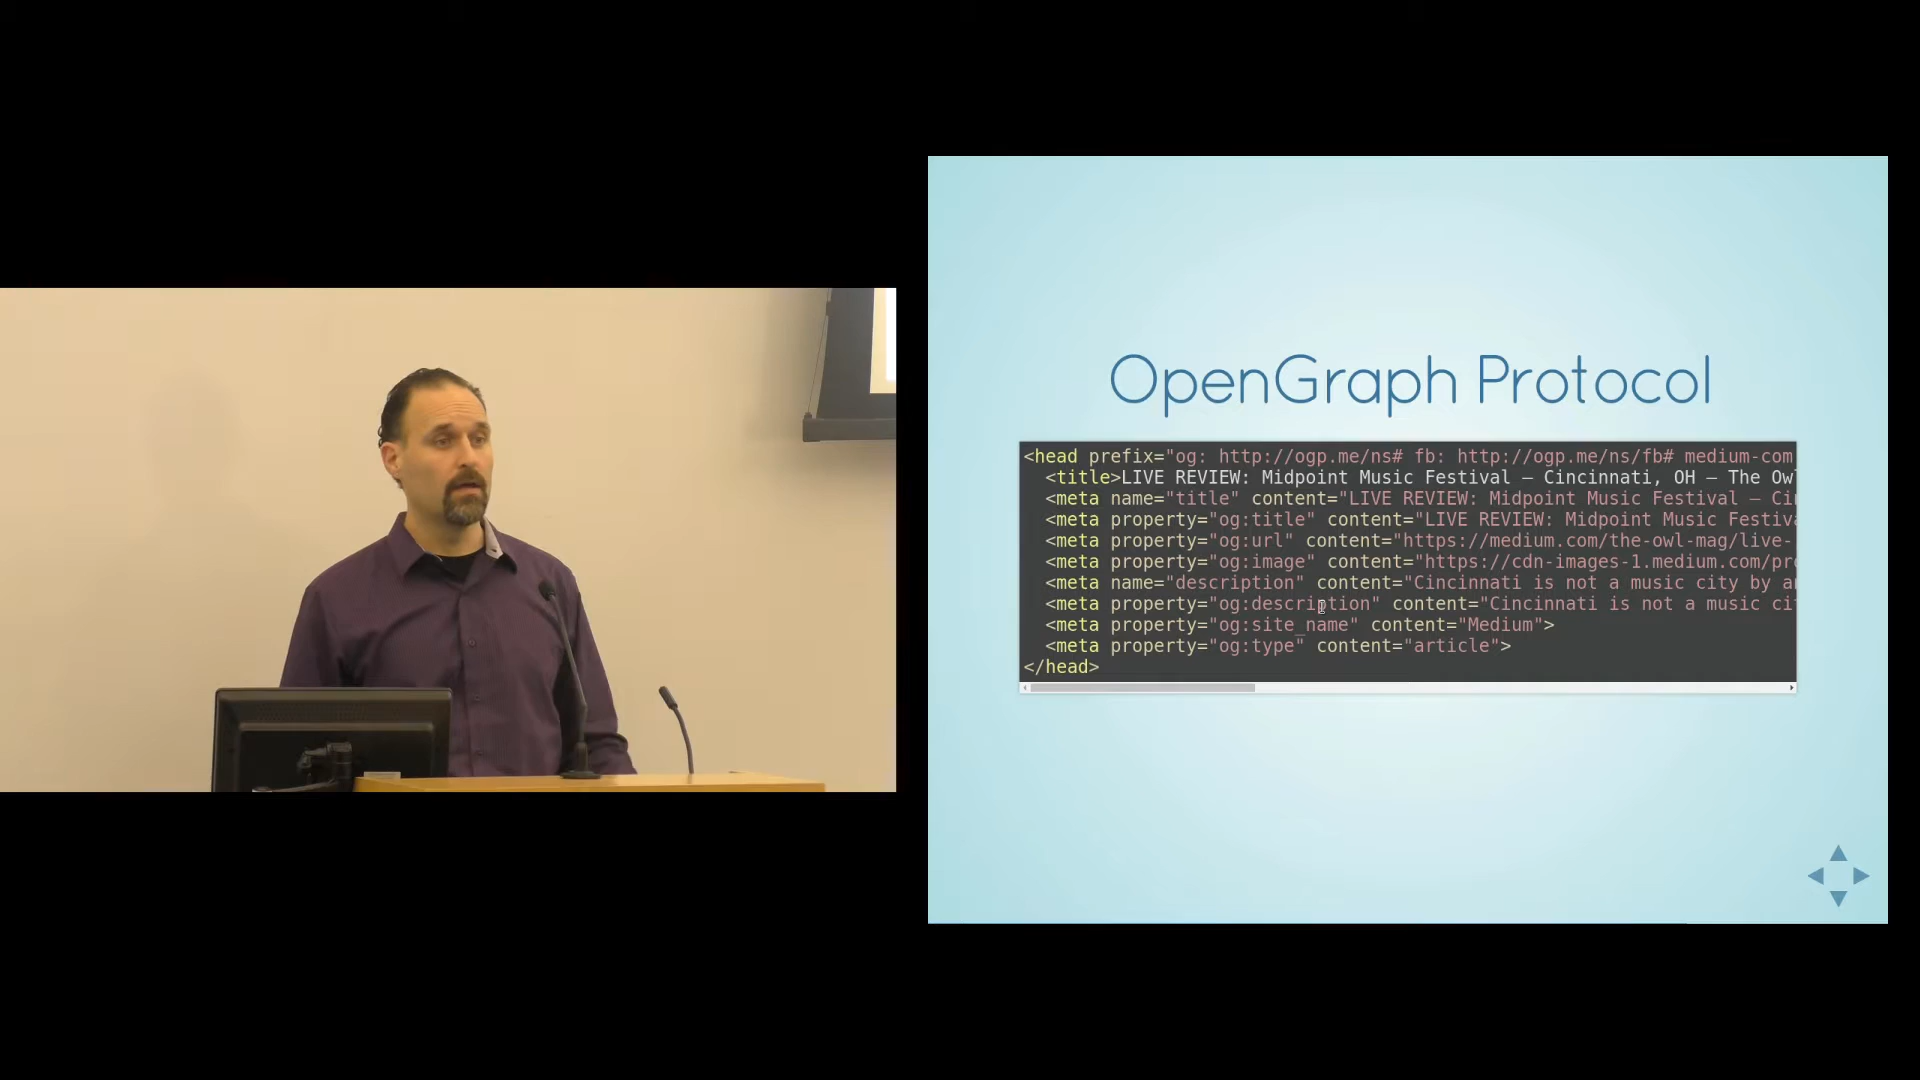 OpenGraph Protocol
<head prefix="og: http://ogp.me/ns# fb: http://ogp.me/ns/fb# medium-com
<title>LIVE REVIEW: Midpoint Music Festival — Cincinnati, OH — The Ow
<meta name="title" content="LIVE REVIEW: Midpoint Music Festival — Ci
<meta property="og:title" content="LIVE REVIEW: Midpoint Music Festiv
<meta property="og:url" content="https://medium.com/the-owl-mag/live-
<meta property="og:image" content="https://cdn-images-1.medium.com/pr
<meta name="description" content="Cincinnati is not a music city by a
<meta property="og:description" content="Cincinnati is not a music ci
<meta property="og:site_name" content="Medium">
<meta property="og:type" content="article">
</head>